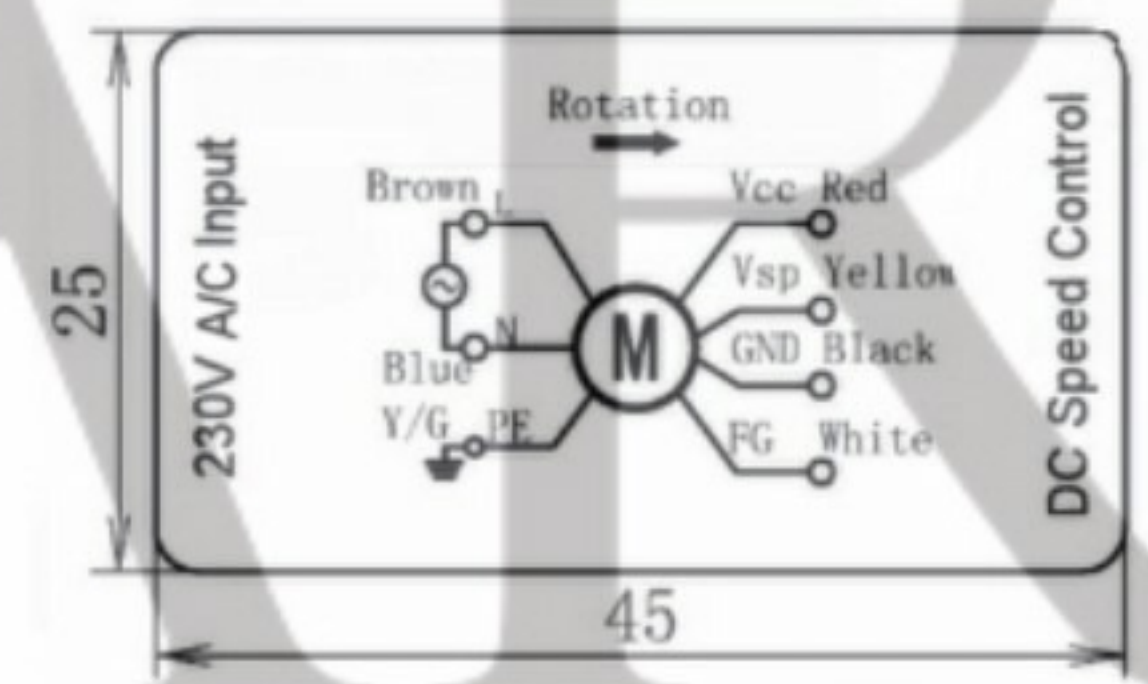 Rotation
230V A/C Input
25
Brown L
N
Blue
Y/G PE
M
Vcc Red
Vsp Yellow
GND Black
FG White
DC Speed Control
45